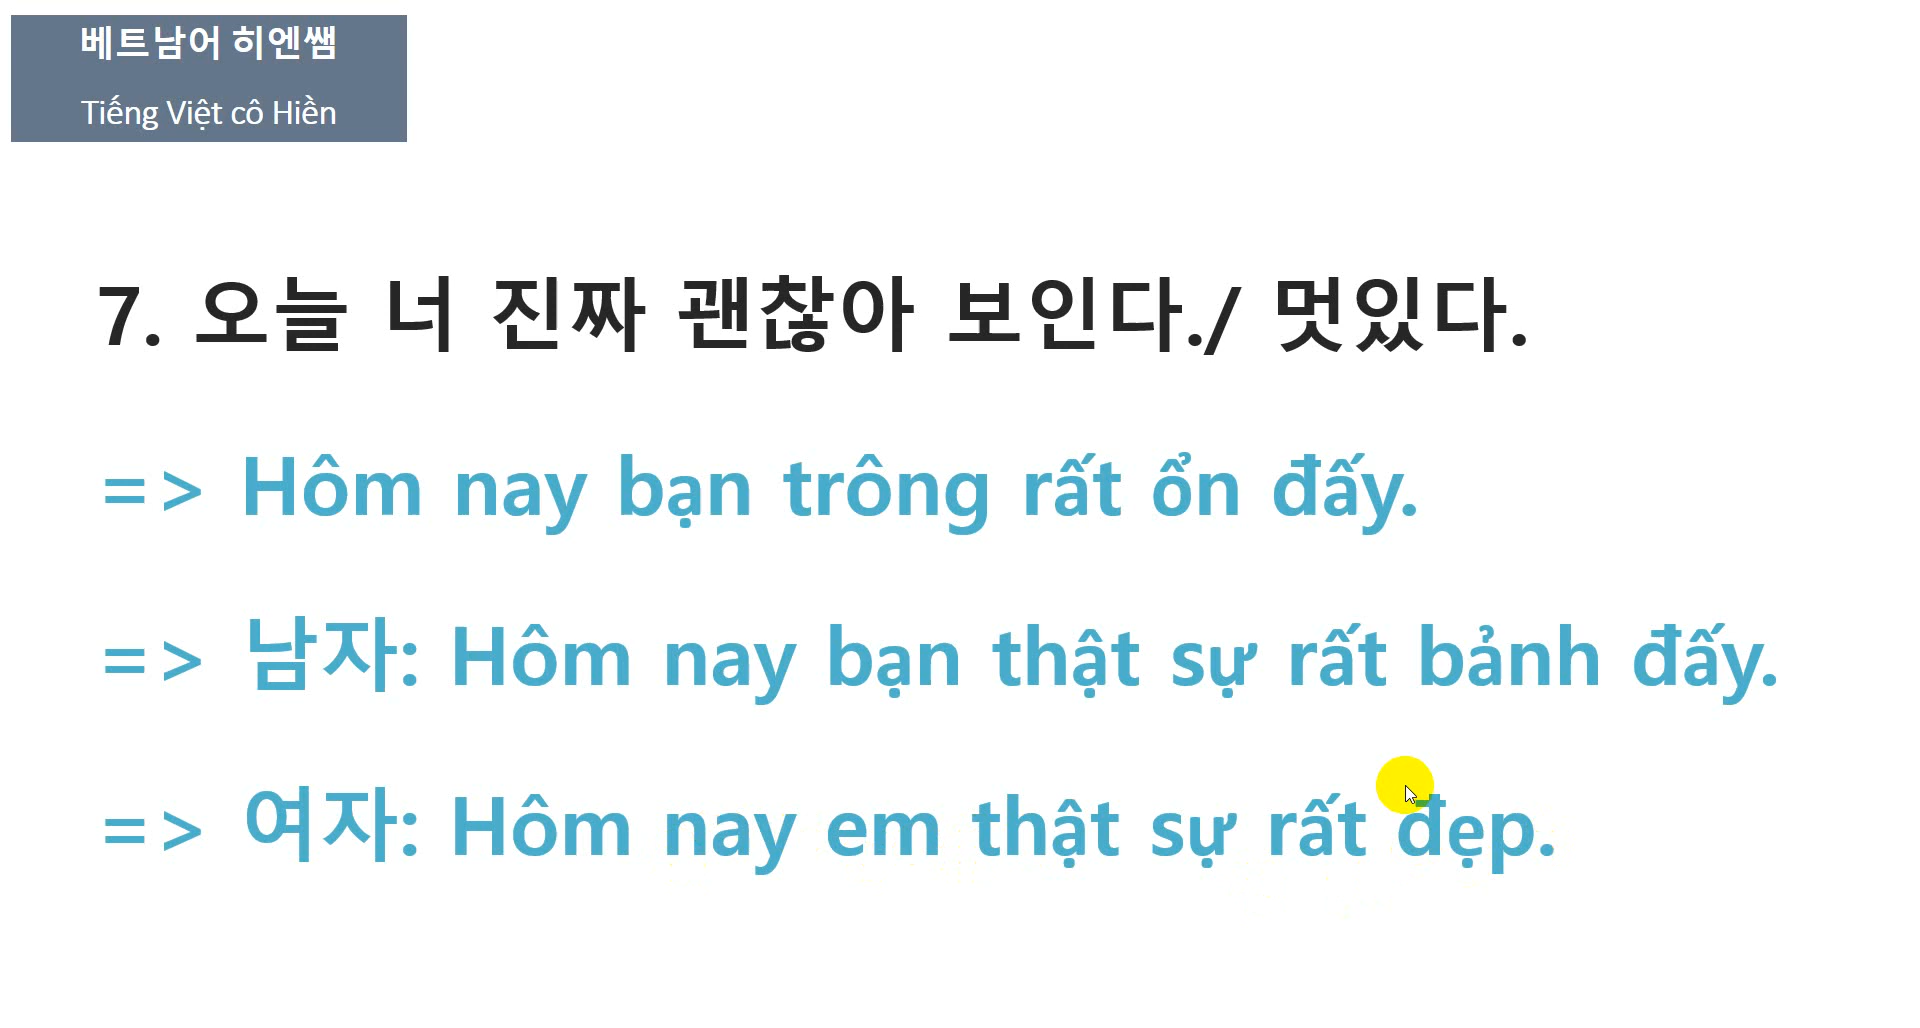 베트남어 히엔쌤
Tiếng Việt cô Hiền
7. 오늘 너 진짜 괜찮아 보인다./ 멋있다.
=> Hôm nay bạn trông rất ổn đấy.
=> 남자: Hôm nay bạn thật sự rất bảnh đấy.
=> 여자: Hôm nay em thật sự rất đẹp.